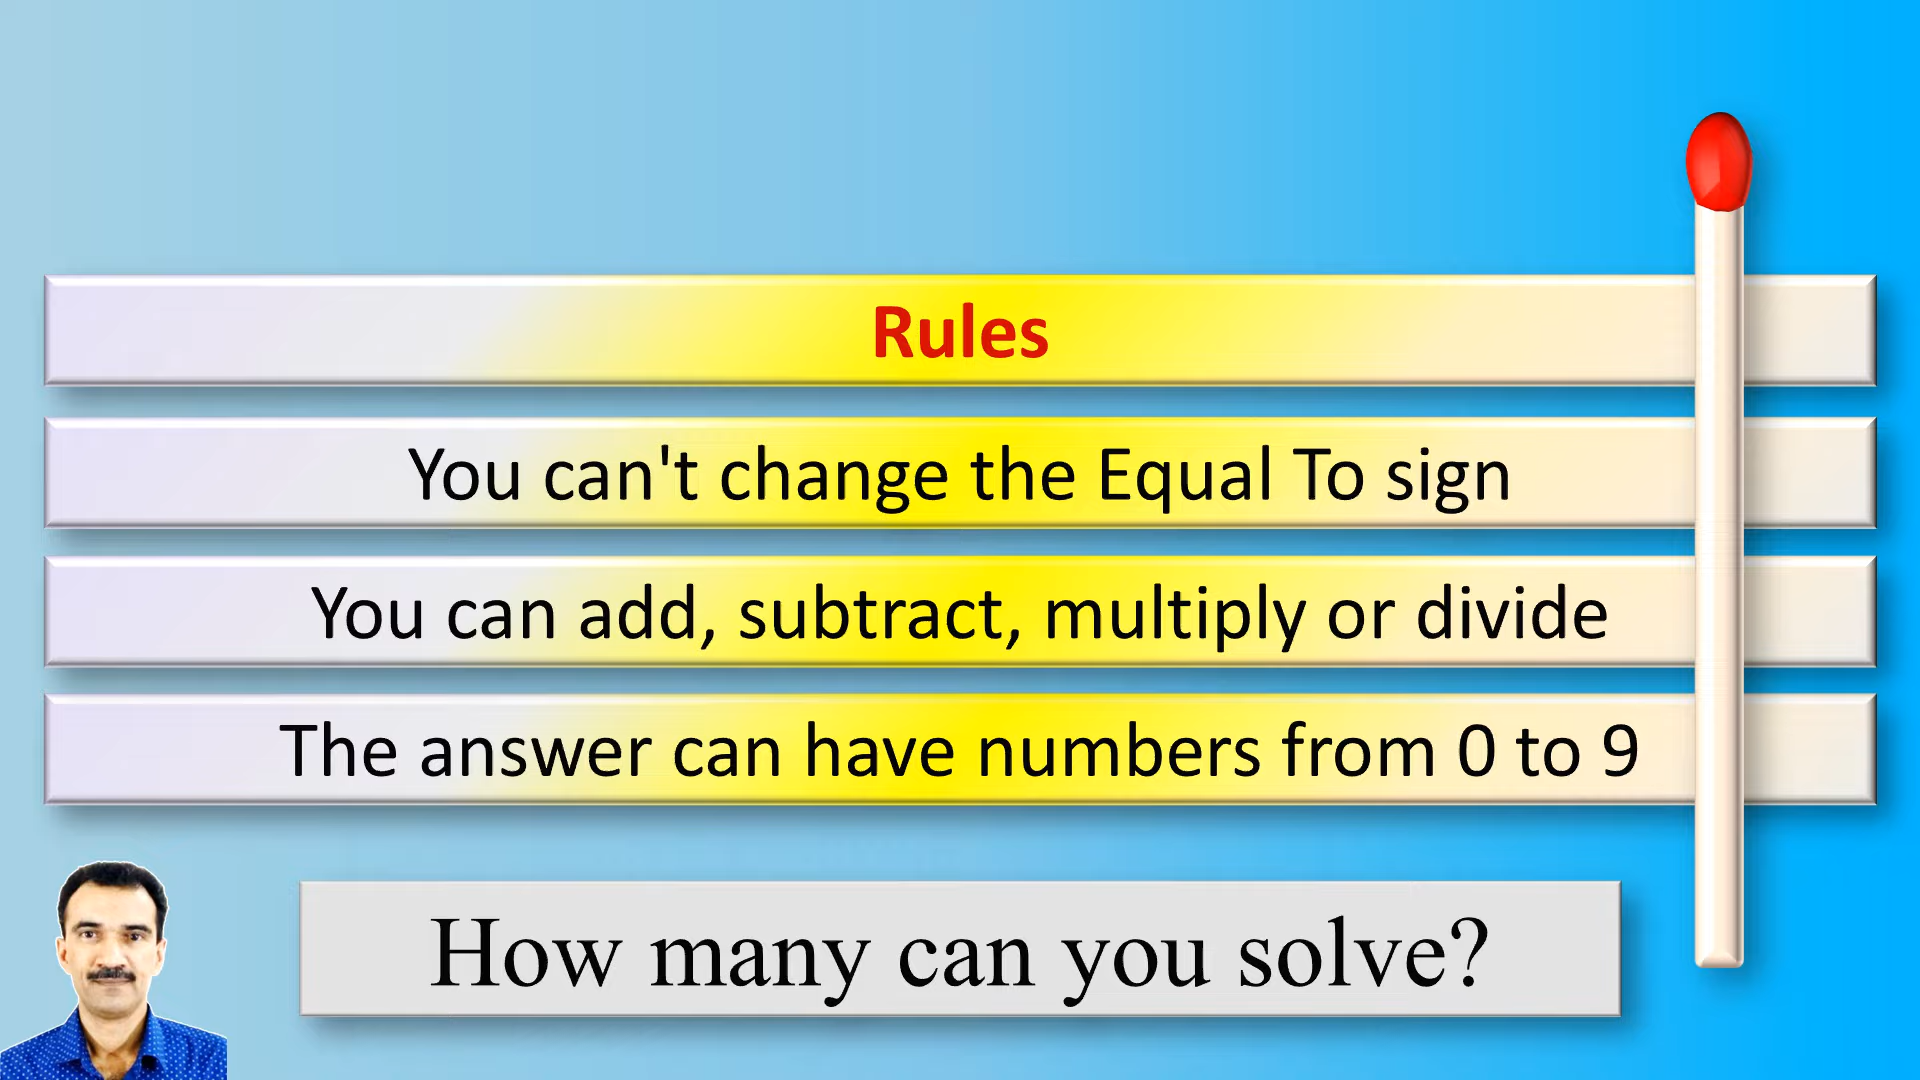 Rules
You can't change the Equal To sign
You can add, subtract, multiply or divide
The answer can have numbers from 0 to 9
How many can you solve?